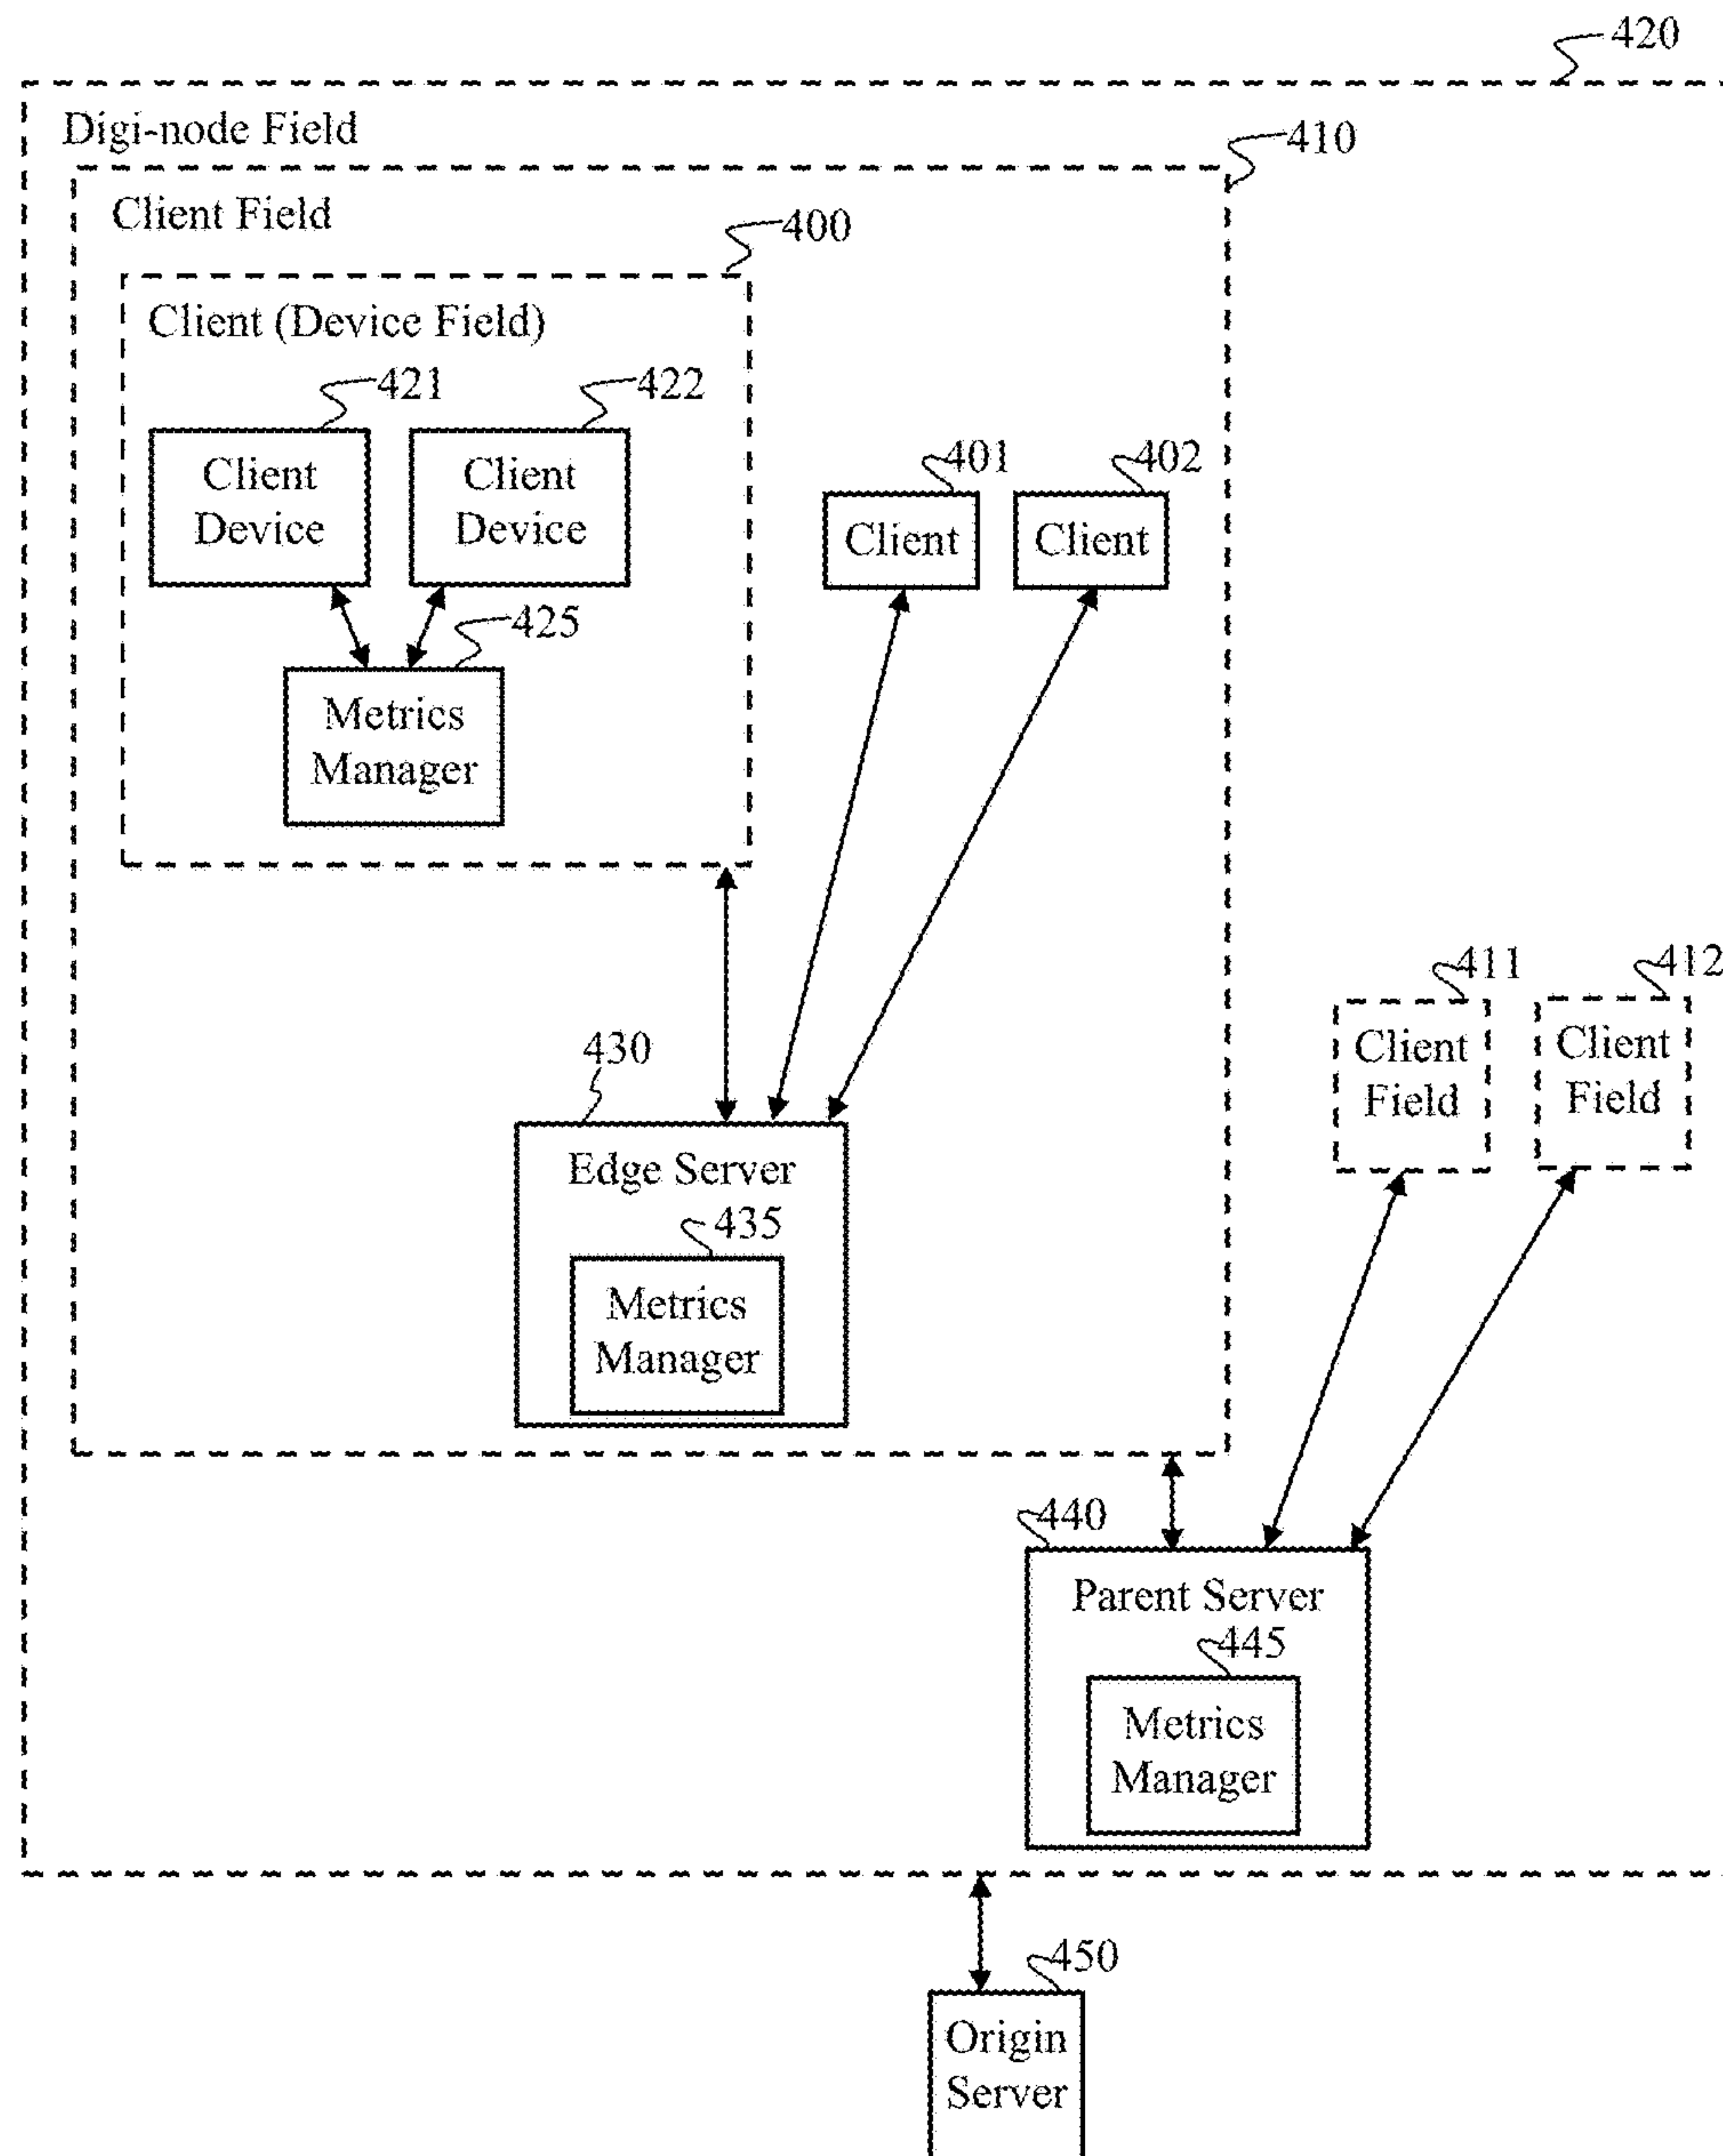 420
Digi-node Field
410
Client Field
400
Client (Device Field)
421
422
Client
Device
Client
Device
401
402
Client
Client
425
Metrics
Manager
411
412
Client
Field
Client
Field
430
Edge Server
435
Metrics
Manager
440
Parent Server
445
Metrics
Manager
450
Origin
Server